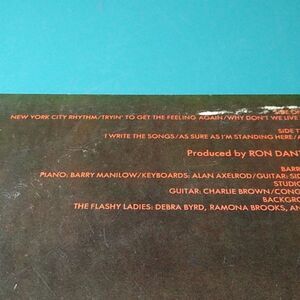 NEW YORK CITY RHYTHM/TRYIN' TO GET THE FEELING AGAIN/WHY DON'T WE LIVE
SIDE T
I WRITE THE SONGS/AS SURE AS I'M STANDING HERE/A
Produced by RON DANT
BARR
PIANO: BARRY MANILOW/KEYBOARDS: ALAN AXELROD/GUITAR: SID
STUDIO
GUITAR: CHARLIE BROWN/CONG
BACKGRO
THE FLASHY LADIES: DEBRA BYRD, RAMONA BROOKS, AN